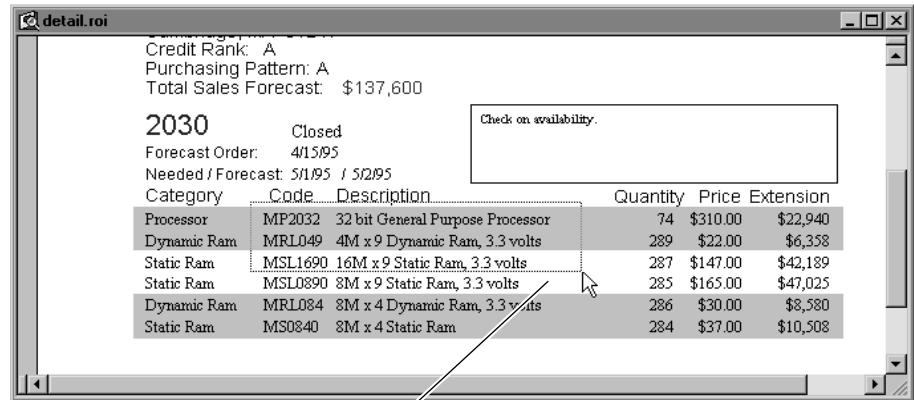 detail.roi
Credit Rank: A
Purchasing Pattern: A
Total Sales Forecast: $137,600
2030 Closed
Check on availability.
Forecast Order: 4/15/95
Needed / Forecast: 5/1/95 / 5/2/95
Category Code Description Quantity Price Extension
Processor MP2032 32 bit General Purpose Processor 74 $310.00 $22,940
Dynamic Ram MRL049 4M x 9 Dynamic Ram, 3.3 volts 289 $22.00 $6,358
Static Ram MSL1690 16M x 9 Static Ram, 3.3 volts 287 $147.00 $42,189
Static Ram MSL0890 8M x 9 Static Ram, 3.3 volts 285 $165.00 $47,025
Dynamic Ram MRL084 8M x 4 Dynamic Ram, 3.3 volts 286 $30.00 $8,580
Static Ram MS0840 8M x 4 Static Ram 284 $37.00 $10,508